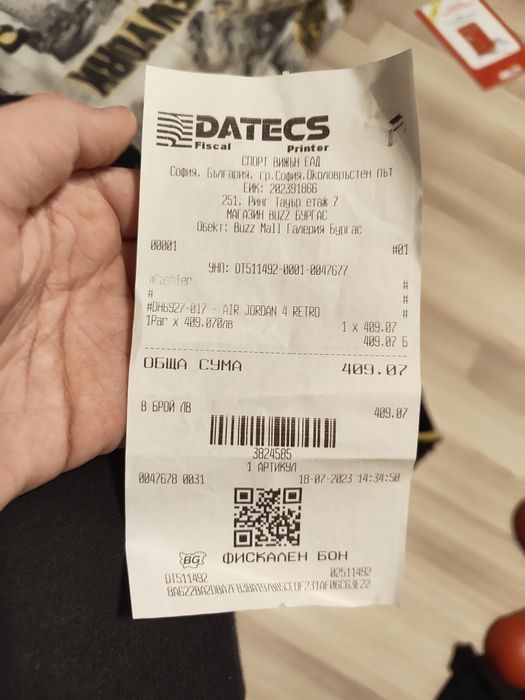 YORK
DATECS
Fiscal Printer
СПОРТ ВИЖЪН ЕАД
София, България, гр.София,Околовръстен път
ЕИК: 202391866
251, Ринг Тауър етаж 7
МАГАЗИН BUZZ БУРГАС
Обект: Buzz Mall Галерия Бургас
00001 #01
УНП: DT511492-0001-0047677
#Cashier #
# #
#DH6927-017 - AIR JORDAN 4 RETRO #
1Par x 409.070лв 1 x 409.07
409.07 Б
ОБЩА СУМА 409.07
В БРОЙ ЛВ 409.07
3824585
1 АРТИКУЛ
0047678 0031 18-07-2023 14:34:50
BG ФИСКАЛЕН БОН
DT511492 02511492